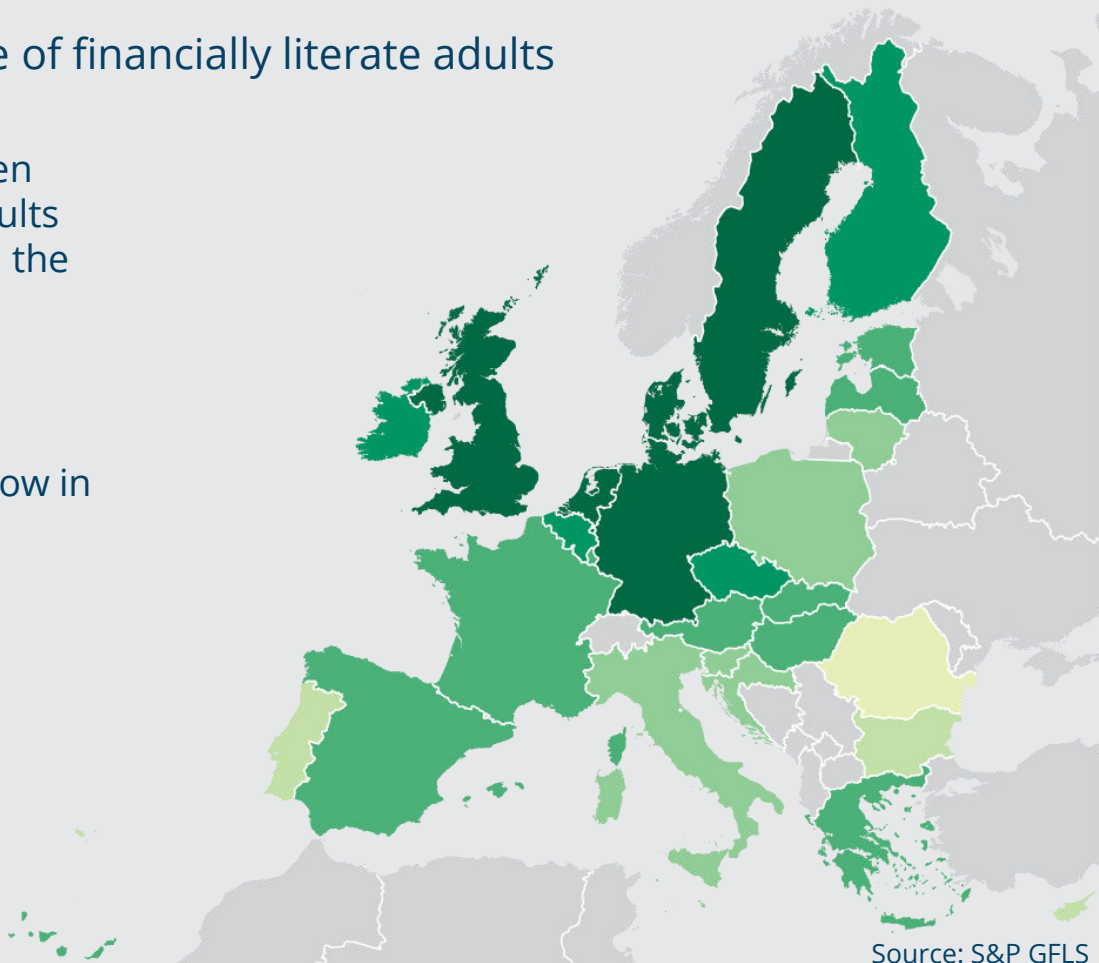 e of financially literate adults
en
ults
the
ow in
Source: S&P GFLS